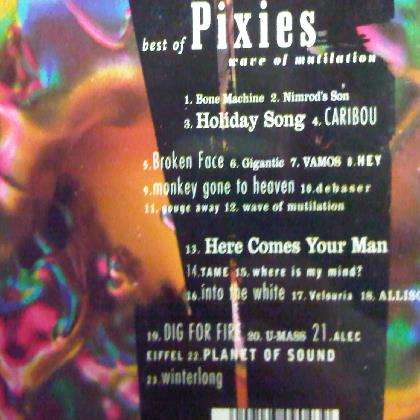 best of Pixies
wave of mutilation
1. Bone Machine 2. Nimrod's Son
3. Holiday Song 4. CARIBOU
5. Broken Face 6. Gigantic 7. VAMOS 8. HEY
9. monkey gone to heaven 10. debaser
11. gouge away 12. wave of mutilation
13. Here Comes Your Man
14. TAME 15. where is my mind?
16. into the white 17. Velouria 18. ALLISO
19. DIG FOR FIRE 20. U-MASS 21. ALEC
EIFFEL 22. PLANET OF SOUND
23. winterlong